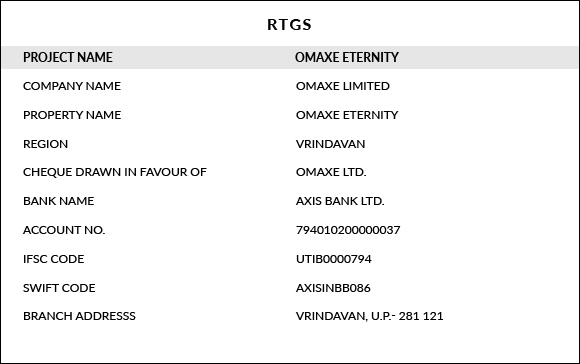 RTGS
PROJECT NAME OMAXE ETERNITY
COMPANY NAME OMAXE LIMITED
PROPERTY NAME OMAXE ETERNITY
REGION VRINDAVAN
CHEQUE DRAWN IN FAVOUR OF OMAXE LTD.
BANK NAME AXIS BANK LTD.
ACCOUNT NO. 794010200000037
IFSC CODE UTIB0000794
SWIFT CODE AXISINBB086
BRANCH ADDRESSS VRINDAVAN, U.P.- 281 121